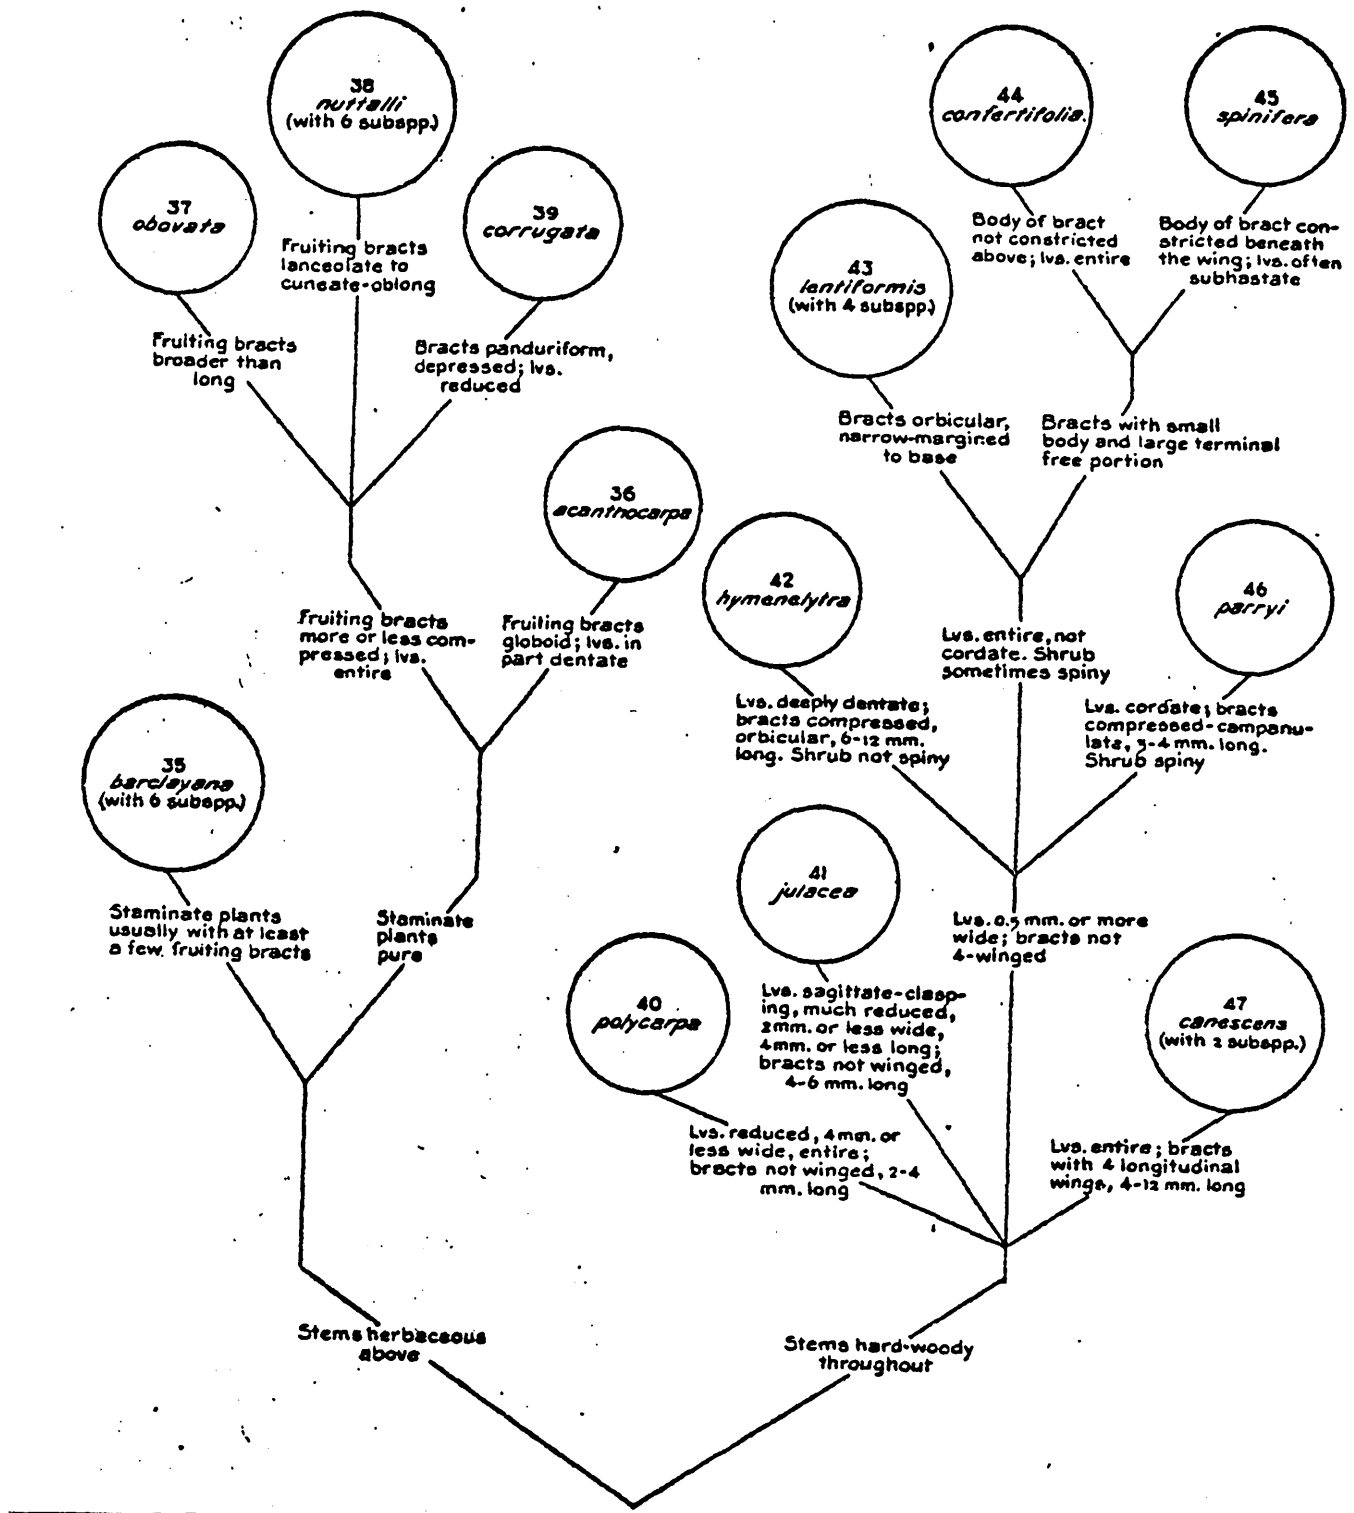 38
nuttalli
(with 6 subspp.)
44
confertifolia.
45
spinifera
37
obovata
39
corrugata
Fruiting bracts
lanceolate to
cuneate-oblong
Body of bract
not constricted
above; lvs. entire
Body of bract con-
stricted beneath
the wing; lvs. often
subhastate
43
lentiformis
(with 4 subspp.)
Fruiting bracts
broader than
long
Bracts panduriform,
depressed; lvs.
reduced
Bracts orbicular,
narrow-margined
to base
Bracts with small
body and large terminal
free portion
36
acanthocarpa
42
hymenelytra
46
parryi
Fruiting bracts
more or less com-
pressed; lvs.
entire
Fruiting bracts
globoid; lvs. in
part dentate
Lvs. entire, not
cordate. Shrub
sometimes spiny
Lvs. deeply dentate;
bracts compressed,
orbicular, 6-12 mm.
long. Shrub not spiny
Lvs. cordate; bracts
compressed-campanu-
late, 3-4 mm. long.
Shrub spiny
35
barclayana
(with 6 subspp.)
41
julacea
Staminate plants
usually with at least
a few fruiting bracts
Staminate
plants
pure
Lvs. 0.5 mm. or more
wide; bracts not
4-winged
40
polycarpa
Lvs. sagittate-clasp-
ing, much reduced,
2mm. or less wide,
4mm. or less long;
bracts not winged,
4-6 mm. long
47
canescens
(with 2 subspp.)
Lvs. reduced, 4mm. or
less wide, entire;
bracts not winged, 2-4
mm. long
Lvs. entire; bracts
with 4 longitudinal
wings, 4-12 mm. long
Stems herbaceous
above
Stems hard-woody
throughout